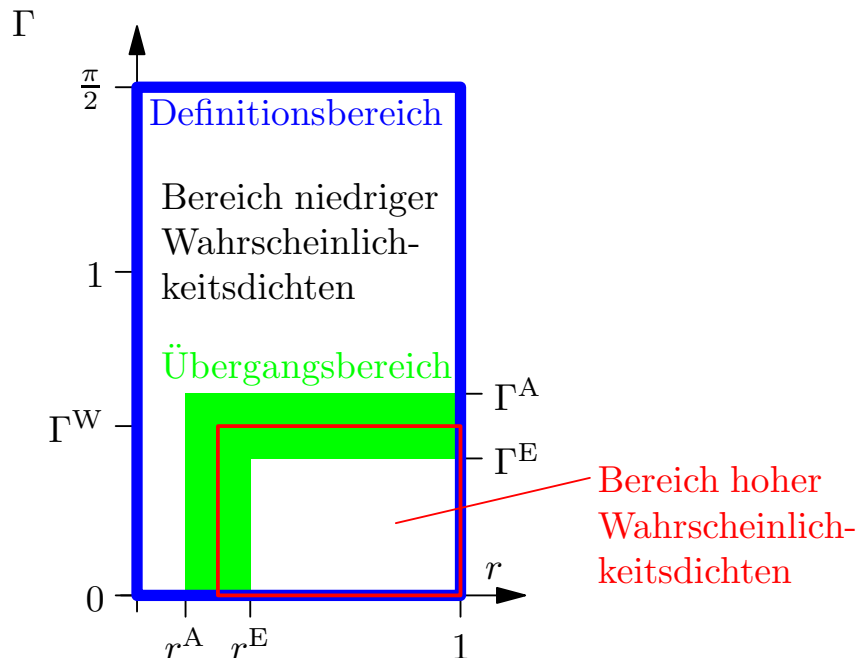 Γ
π/2
Definitionsbereich
Bereich niedriger
Wahrscheinlich-
keitsdichten
1
Übergangsbereich
Γ^A
Γ^W
Γ^E
Bereich hoher
Wahrscheinlich-
keitsdichten
r
0
r^A
r^E
1